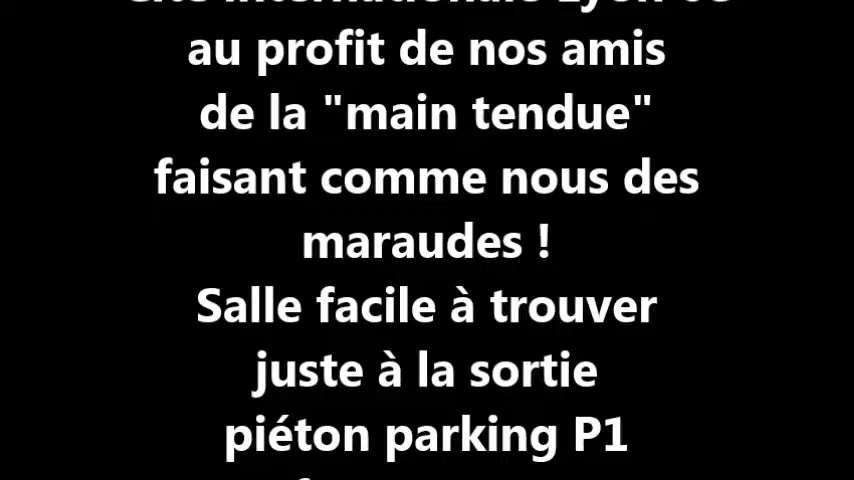 au profit de nos amis
de la "main tendue"
faisant comme nous des
maraudes !
Salle facile à trouver
juste à la sortie
piéton parking P1